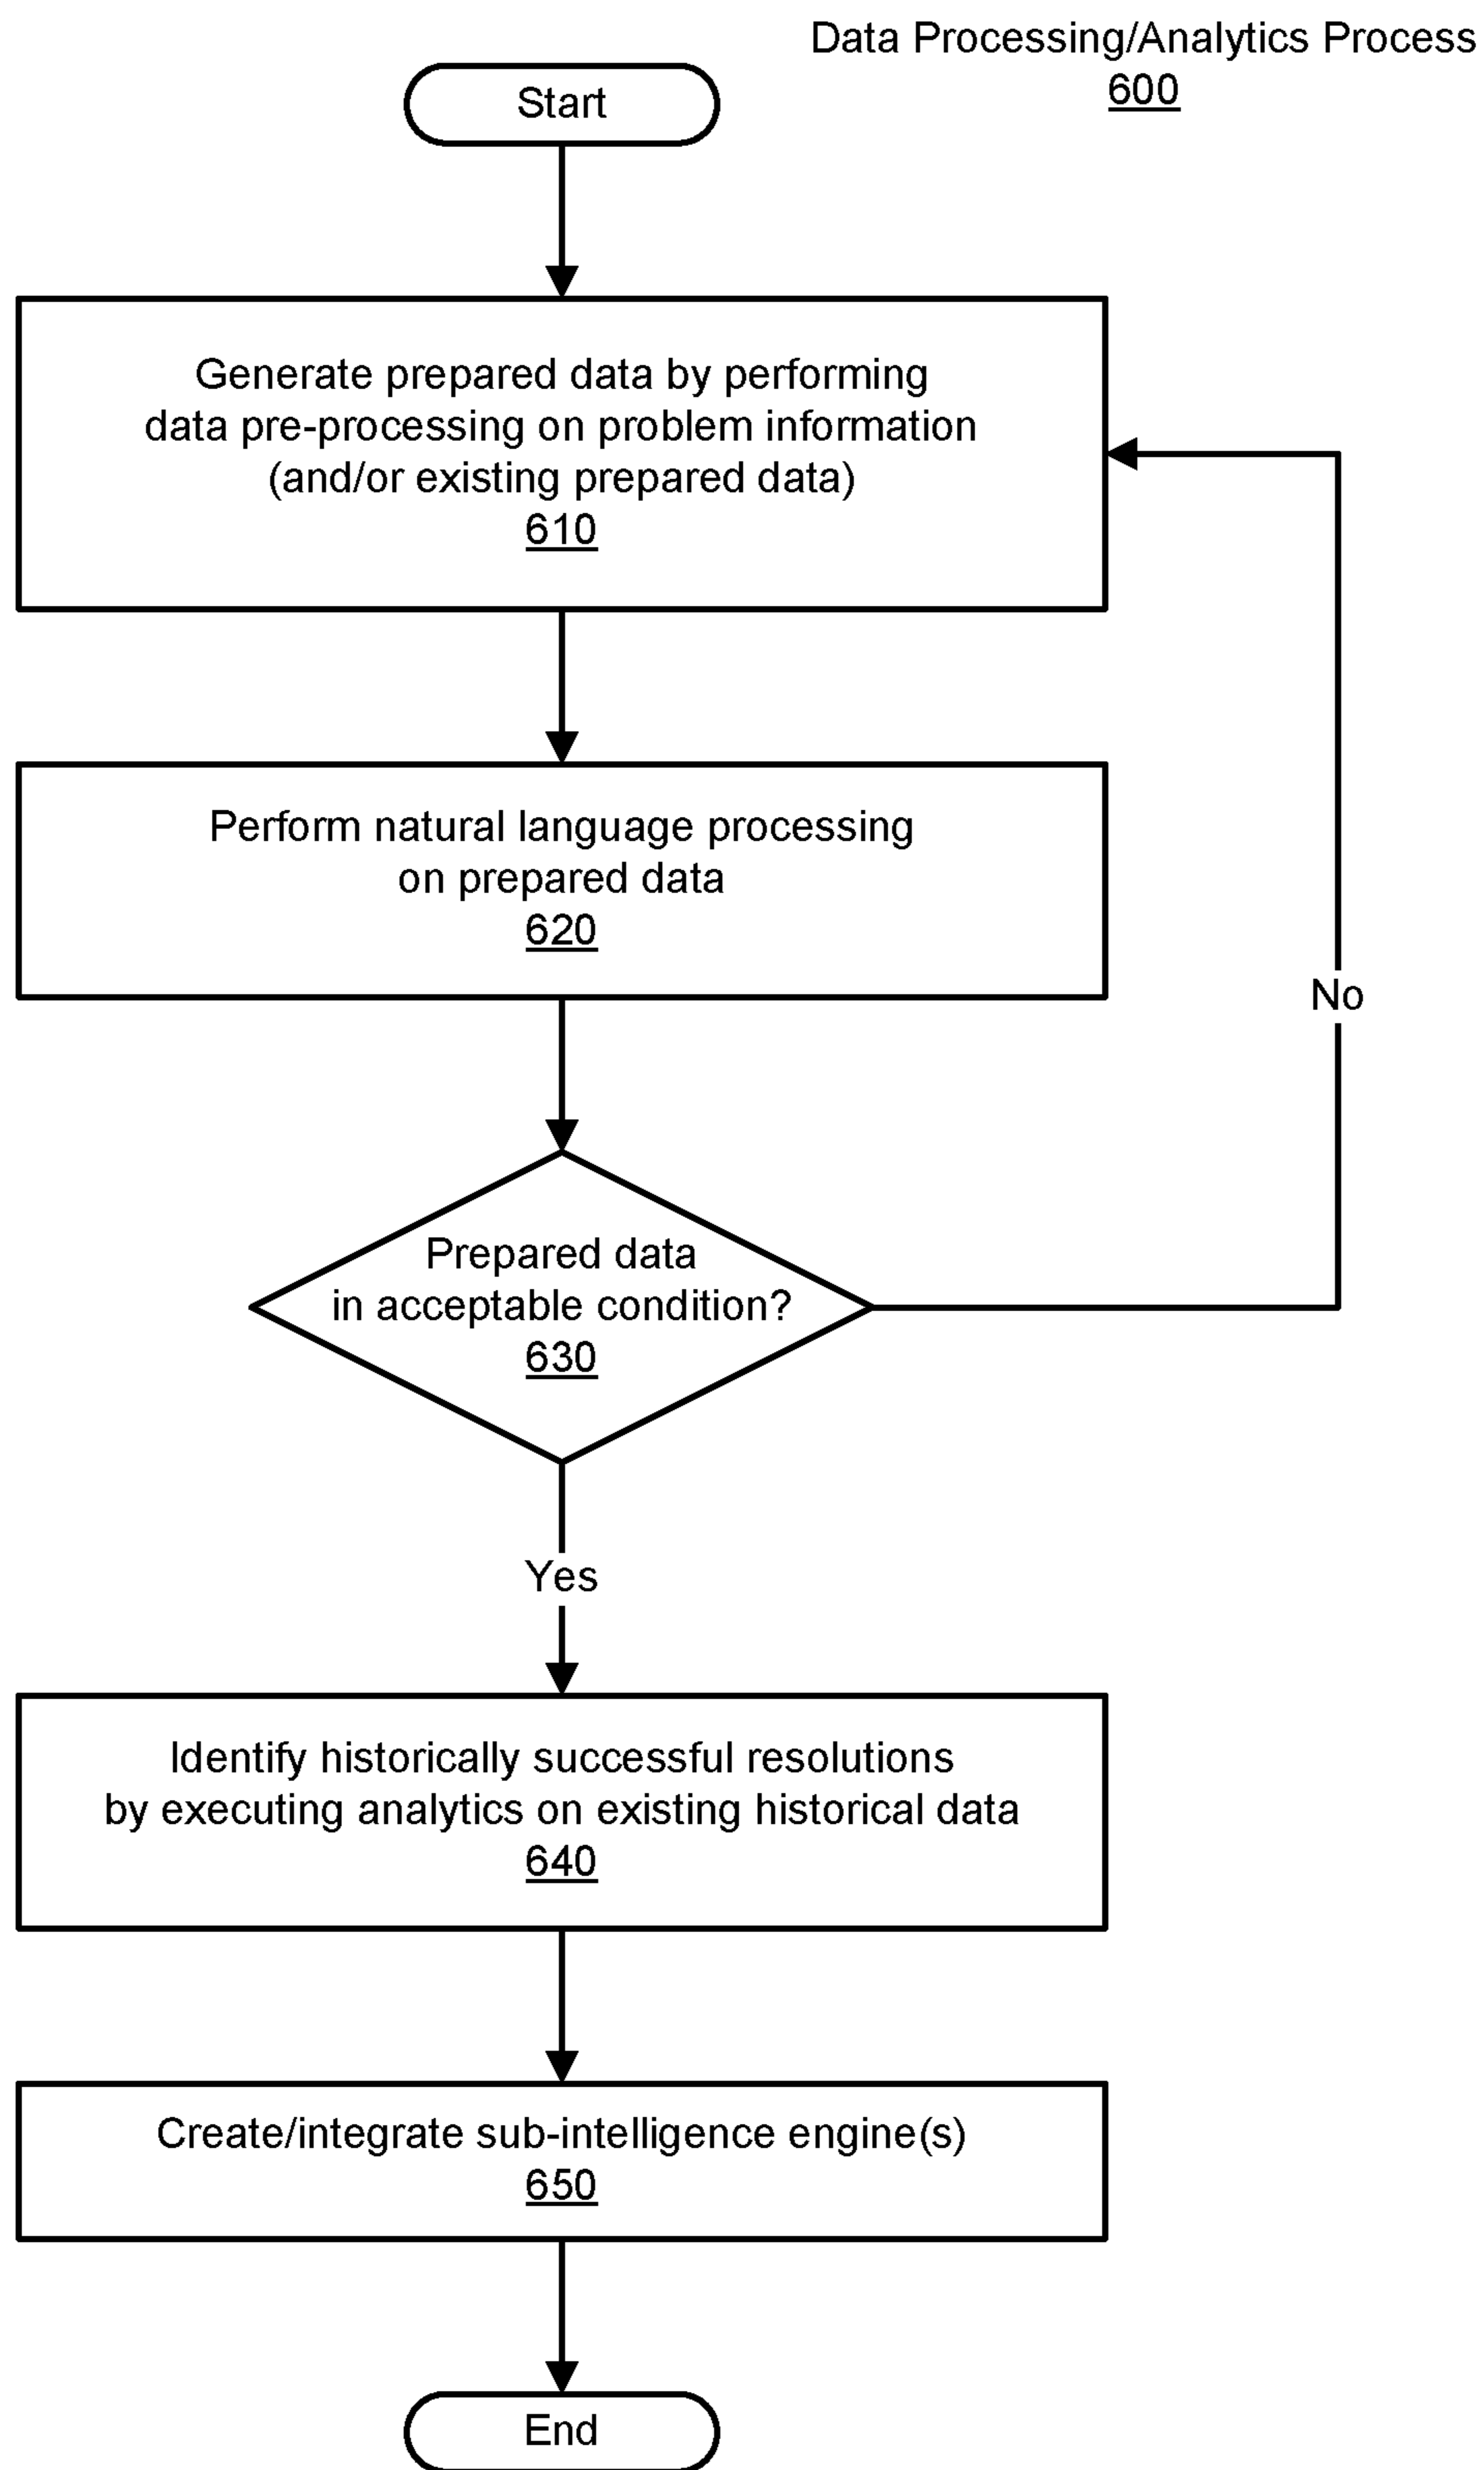 Data Processing/Analytics Process
600
Start
Generate prepared data by performing
data pre-processing on problem information
(and/or existing prepared data)
610
Perform natural language processing
on prepared data
620
No
Prepared data
in acceptable condition?
630
Yes
Identify historically successful resolutions
by executing analytics on existing historical data
640
Create/integrate sub-intelligence engine(s)
650
End